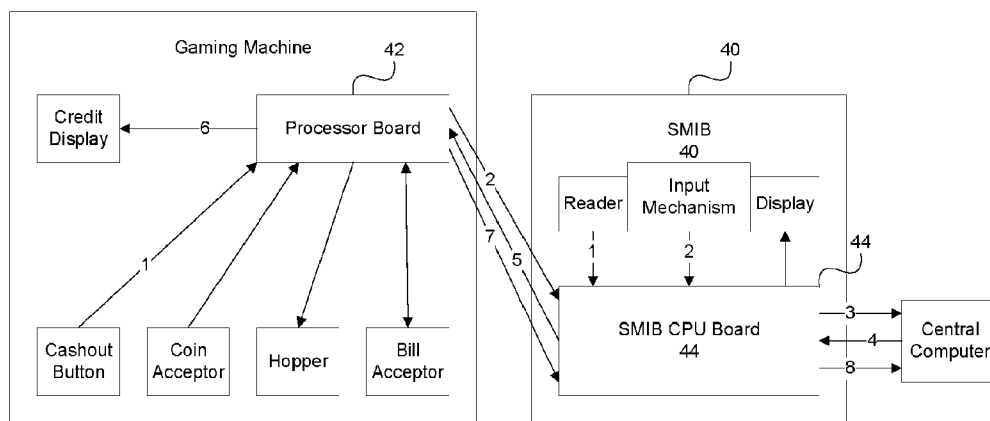 Gaming Machine
42
40
Credit
Display
6
Processor Board
SMIB
40
Reader
Input
Mechanism
Display
2
7
5
1
1
2
44
Cashout
Button
Coin
Acceptor
Hopper
Bill
Acceptor
SMIB CPU Board
44
3
4
8
Central
Computer